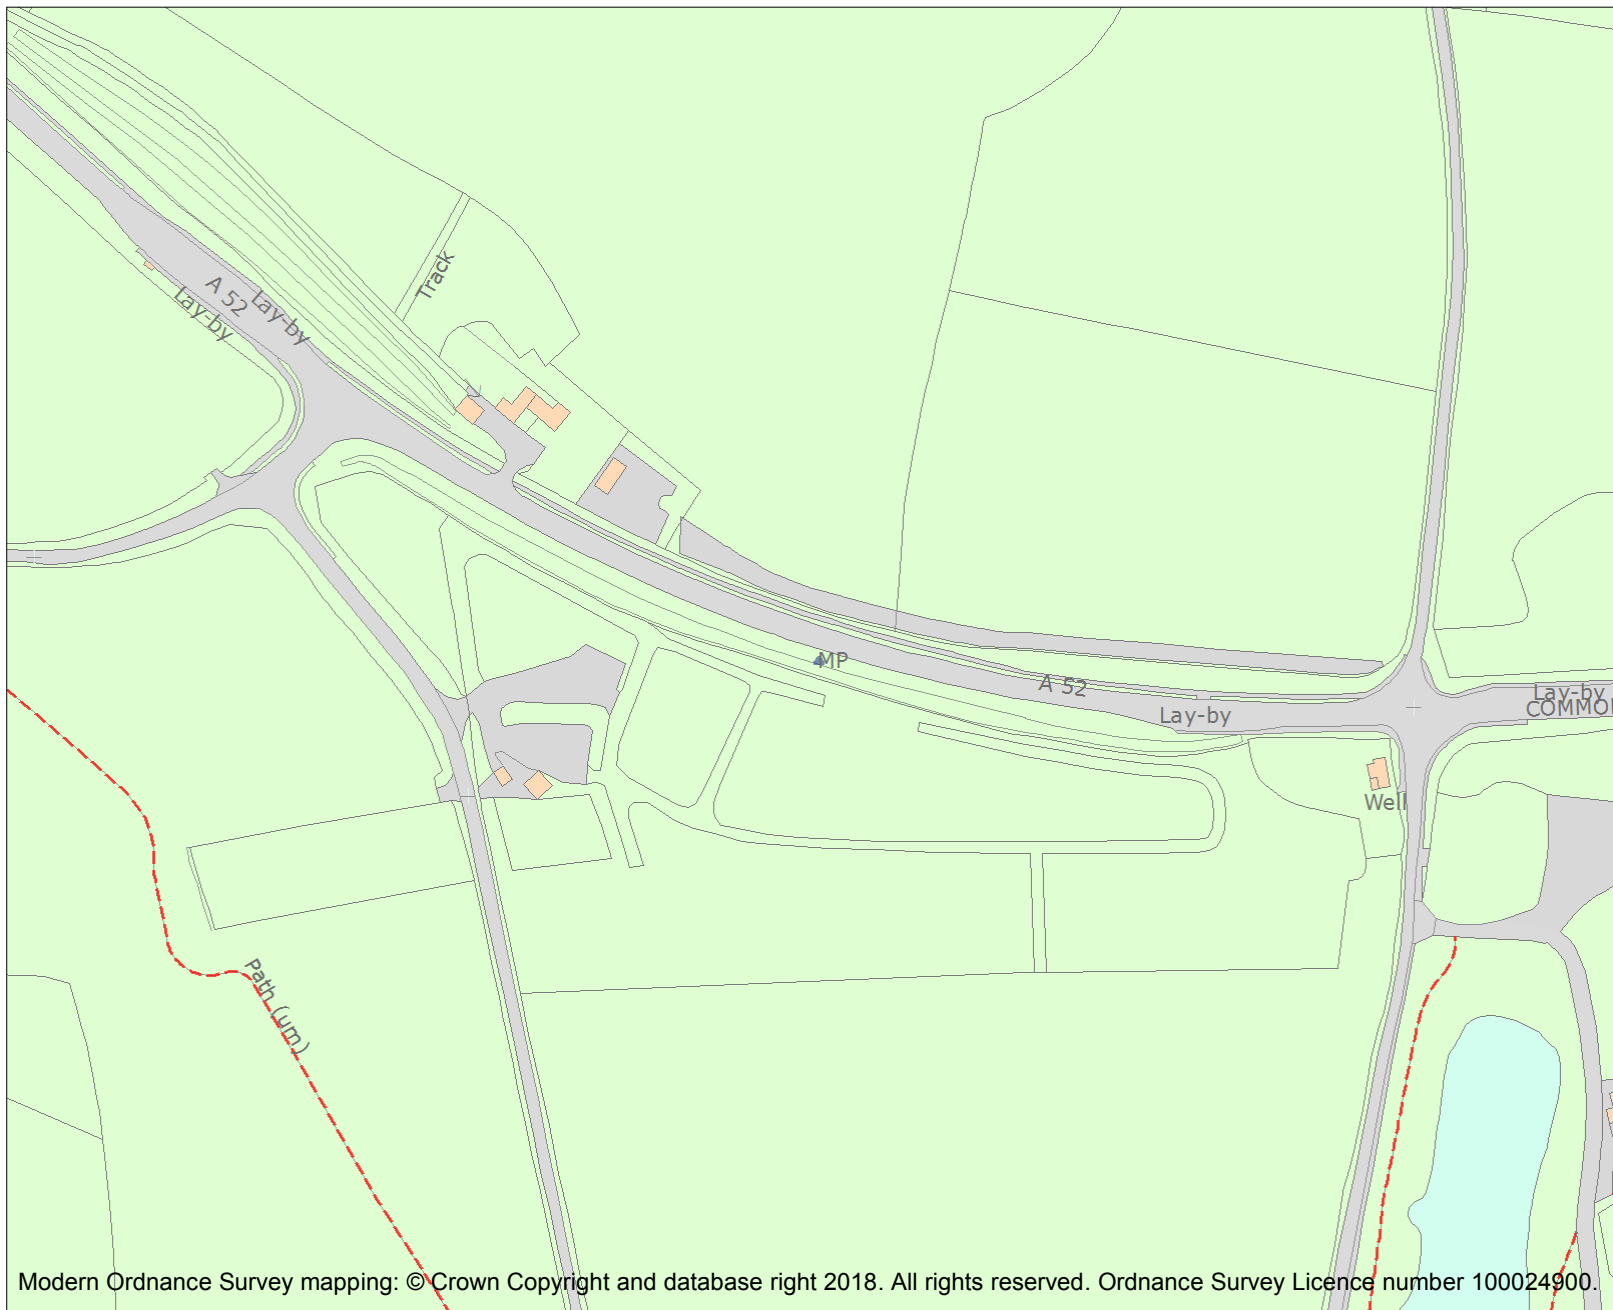 Track
A 52
Lay-by
Lay-by
MP
A 52
Lay-by
Lay-by
COMMO
Well
Path (um)
Modern Ordnance Survey mapping: © Crown Copyright and database right 2018. All rights reserved. Ordnance Survey Licence number 100024900.